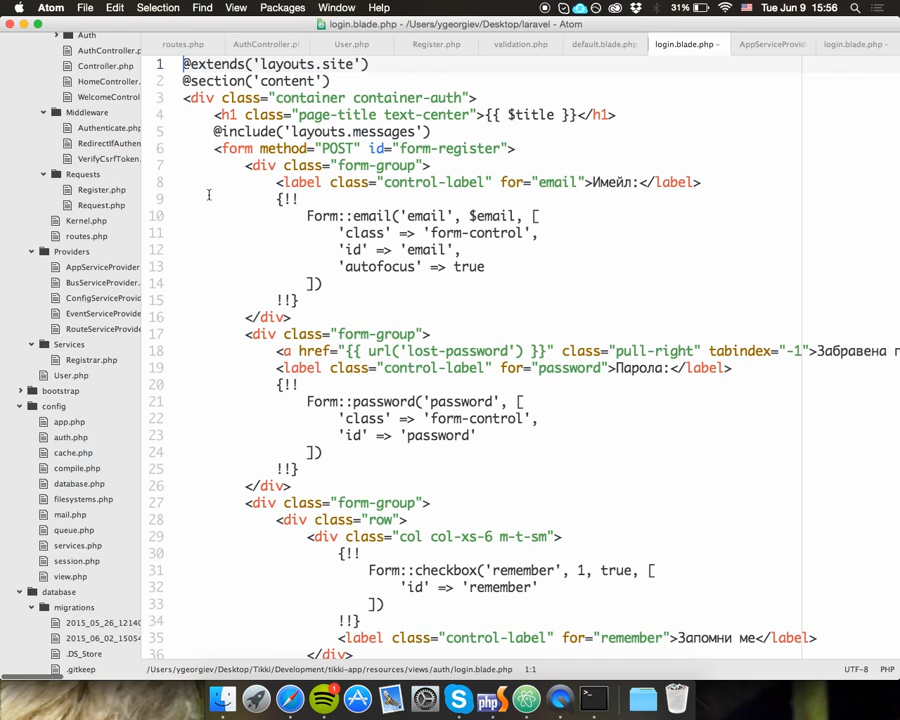 Atom File Edit Selection View Packages Window Help 31% Tue Jun 9 15:56
login.blade.php - /Users/ygeorgiev/Desktop/laravel - Atom
routes.php AuthController.p User.php Register.php validation.php default.blade.php login.blade.php - AppServiceProvid login.blade.php -
Auth
AuthController.
Controller.php
HomeController.
WelcomeControl
Middleware
Authenticate.php
RedirectIfAuthen
VerifyCsrfToken.
Requests
Register.php
Request.php
Kernel.php
routes.php
Providers
AppServiceProvider
BusServiceProvider.
ConfigServiceProvid
EventServiceProvide
RouteServiceProvide
Services
Registrar.php
User.php
bootstrap
config
app.php
auth.php
cache.php
compile.php
database.php
filesystems.php
mail.php
queue.php
services.php
session.php
view.php
database
migrations
2015_05_26_12140
2015_06_02_15054
.DS_Store
.gitkeep
1 @extends('layouts.site')
2 @section('content')
3 <div class="container container-auth">
4 <h1 class="page-title text-center">{{ $title }}</h1>
5 @include('layouts.messages')
6 <form method="POST" id="form-register">
7 <div class="form-group">
8 <label class="control-label" for="email">Имейл:</label>
9 {!!
10 Form::email('email', $email, [
11 'class' => 'form-control',
12 'id' => 'email',
13 'autofocus' => true
14 ])
15 !!}
16 </div>
17 <div class="form-group">
18 <a href="{{ url('lost-password') }}" class="pull-right" tabindex="-1">Забравена п
19 <label class="control-label" for="password">Парола:</label>
20 {!!
21 Form::password('password', [
22 'class' => 'form-control',
23 'id' => 'password'
24 ])
25 !!}
26 </div>
27 <div class="form-group">
28 <div class="row">
29 <div class="col col-xs-6 m-t-sm">
30 {!!
31 Form::checkbox('remember', 1, true, [
32 'id' => 'remember'
33 ])
34 !!}
35 <label class="control-label" for="remember">Запомни ме</label>
36 </div>
/Users/ygeorgiev/Desktop/Tikki/Development/tikki-app/resources/views/auth/login.blade.php 1:1 UTF-8 PHP
php